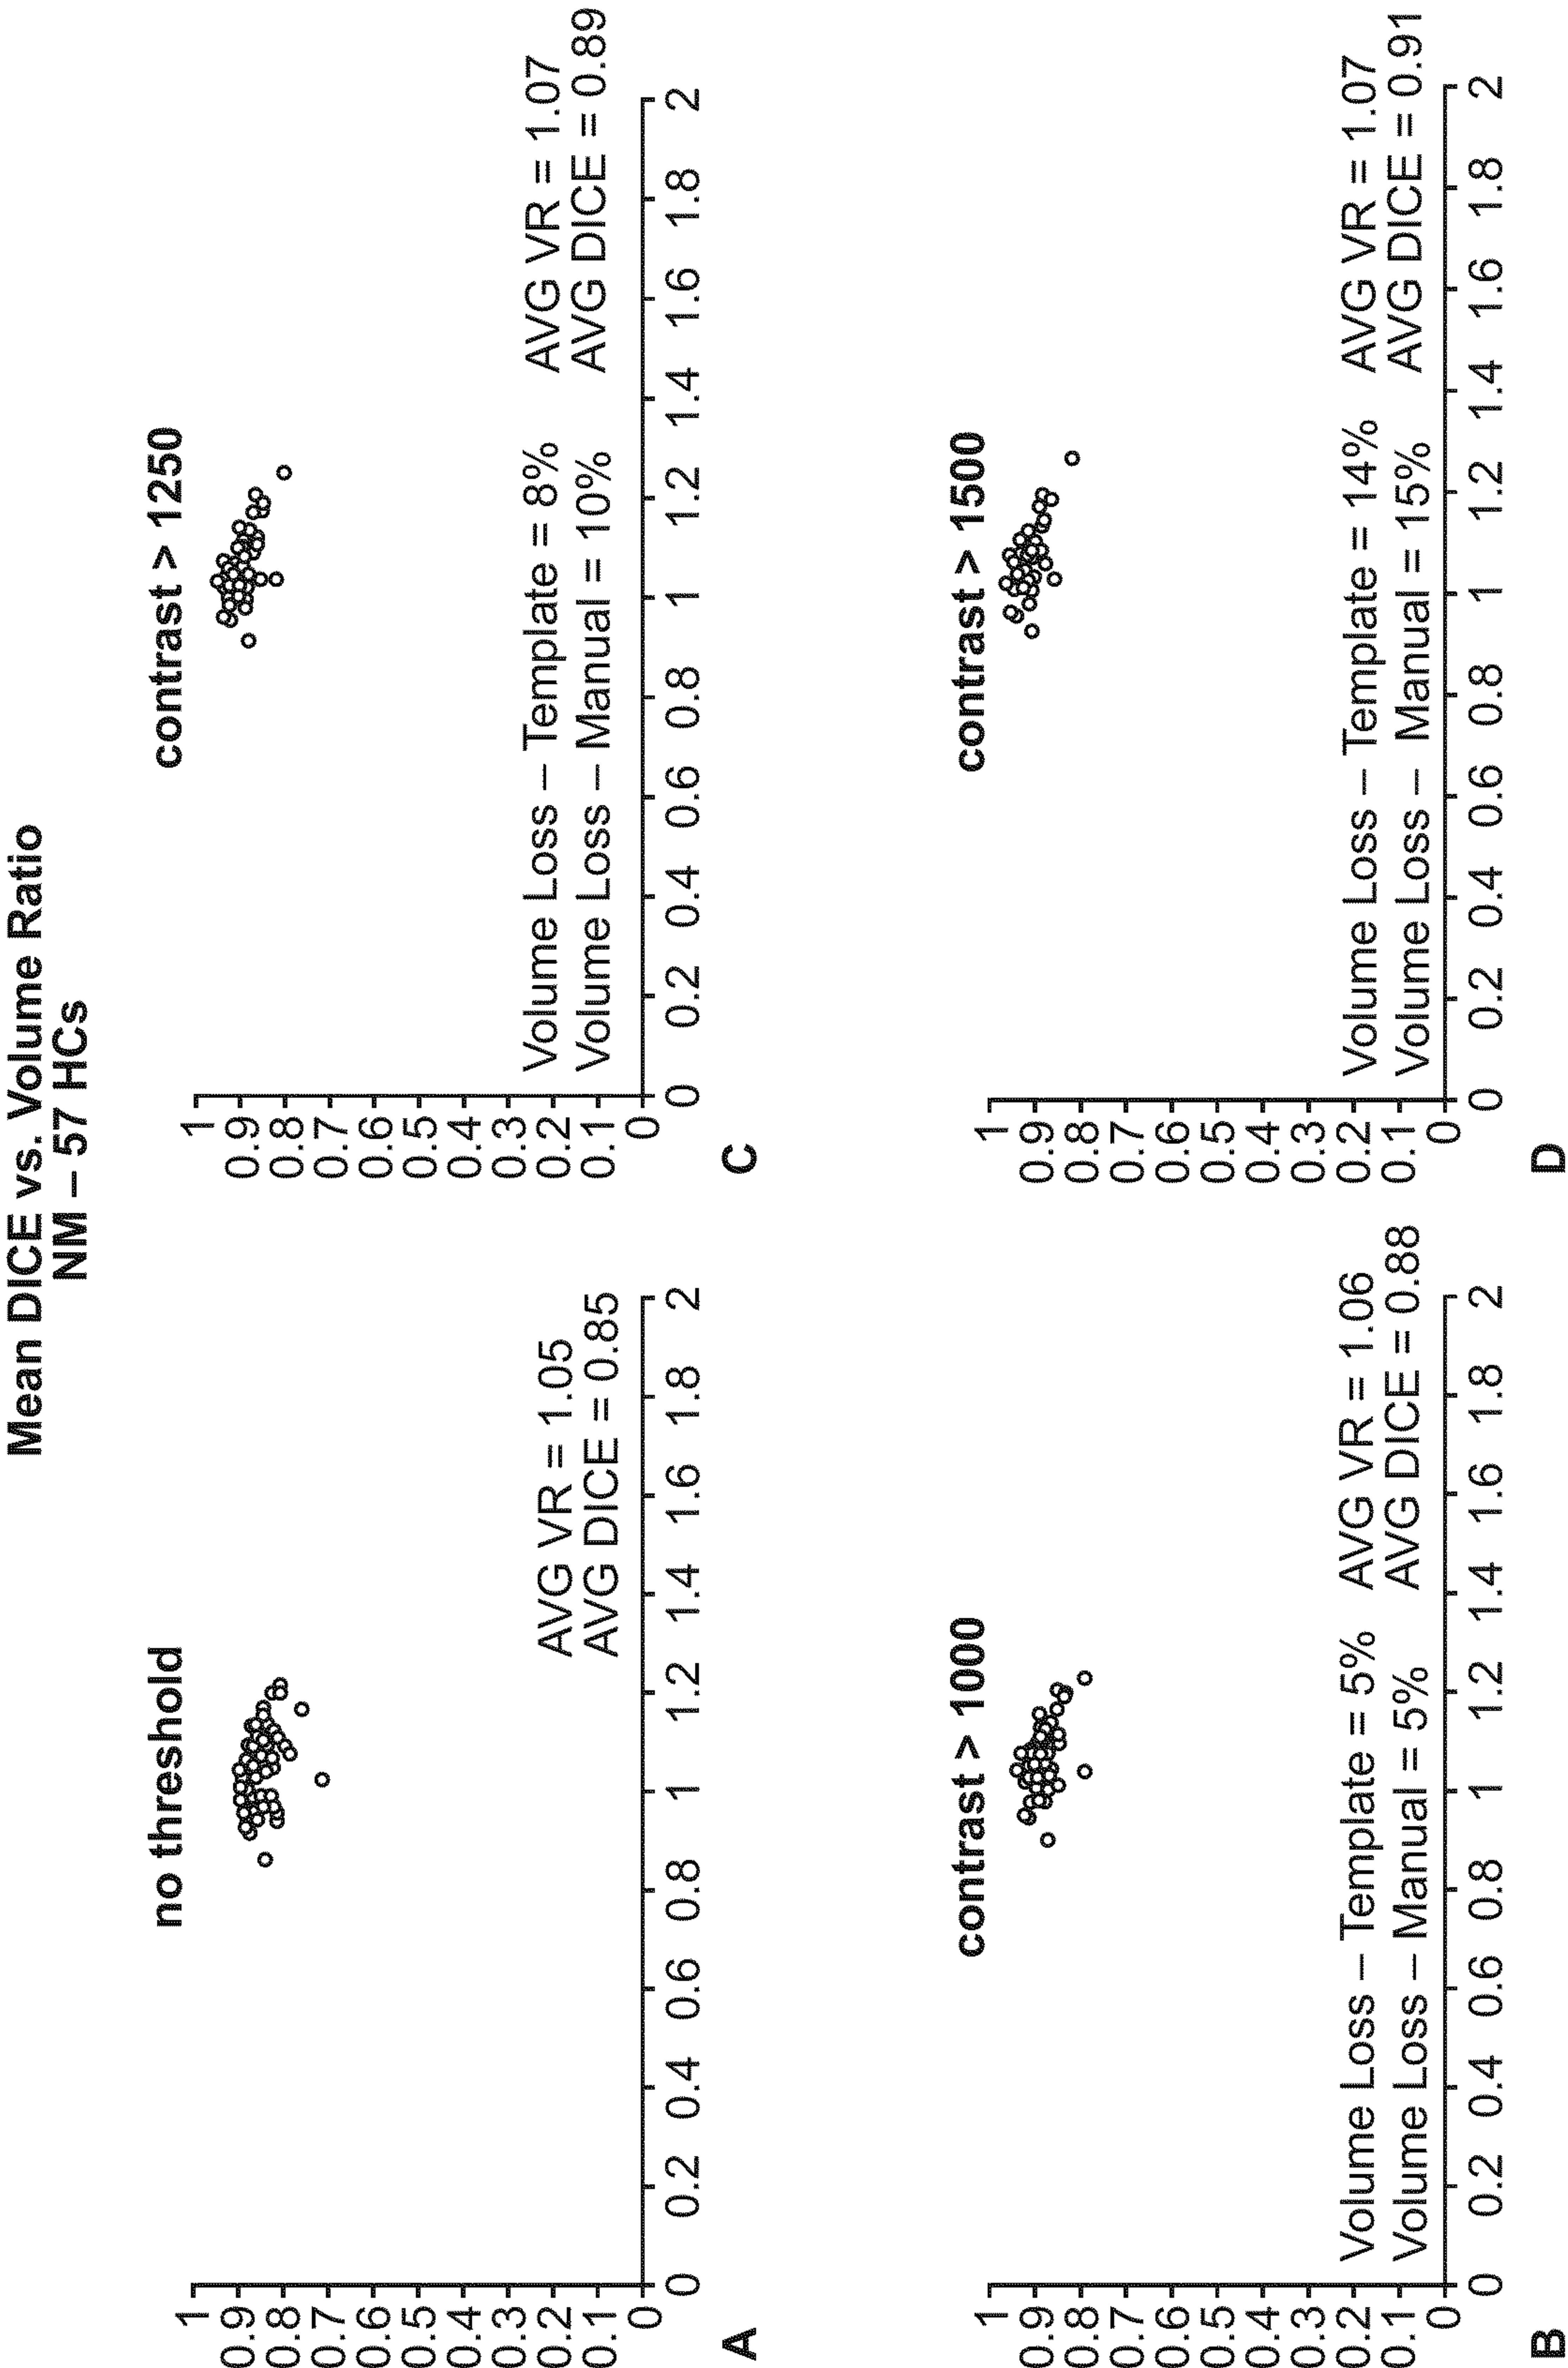 Mean DICE vs. Volume Ratio
NM – 57 HCs
no threshold
1
0.9
0.8
0.7
0.6
0.5
0.4
0.3
0.2
0.1
0
AVG VR = 1.05
AVG DICE = 0.85
0 0.2 0.4 0.6 0.8 1 1.2 1.4 1.6 1.8 2
A
contrast > 1250
1
0.9
0.8
0.7
0.6
0.5
0.4
0.3
0.2
0.1
0
Volume Loss – Template = 8% AVG VR = 1.07
Volume Loss – Manual = 10% AVG DICE = 0.89
0 0.2 0.4 0.6 0.8 1 1.2 1.4 1.6 1.8 2
C
contrast > 1000
1
0.9
0.8
0.7
0.6
0.5
0.4
0.3
0.2
0.1
0
Volume Loss – Template = 5% AVG VR = 1.06
Volume Loss – Manual = 5% AVG DICE = 0.88
0 0.2 0.4 0.6 0.8 1 1.2 1.4 1.6 1.8 2
B
contrast > 1500
1
0.9
0.8
0.7
0.6
0.5
0.4
0.3
0.2
0.1
0
Volume Loss – Template = 14% AVG VR = 1.07
Volume Loss – Manual = 15% AVG DICE = 0.91
0 0.2 0.4 0.6 0.8 1 1.2 1.4 1.6 1.8 2
D